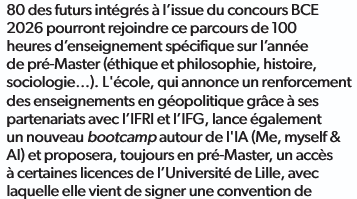 80 des futurs intégrés à l’issue du concours BCE
2026 pourront rejoindre ce parcours de 100
heures d’enseignement spécifique sur l’année
de pré-Master (éthique et philosophie, histoire,
sociologie…). L'école, qui annonce un renforcement
des enseignements en géopolitique grâce à ses
partenariats avec l’IFRI et l’IFG, lance également
un nouveau bootcamp autour de l'IA (Me, myself &
AI) et proposera, toujours en pré-Master, un accès
à certaines licences de l’Université de Lille, avec
laquelle elle vient de signer une convention de